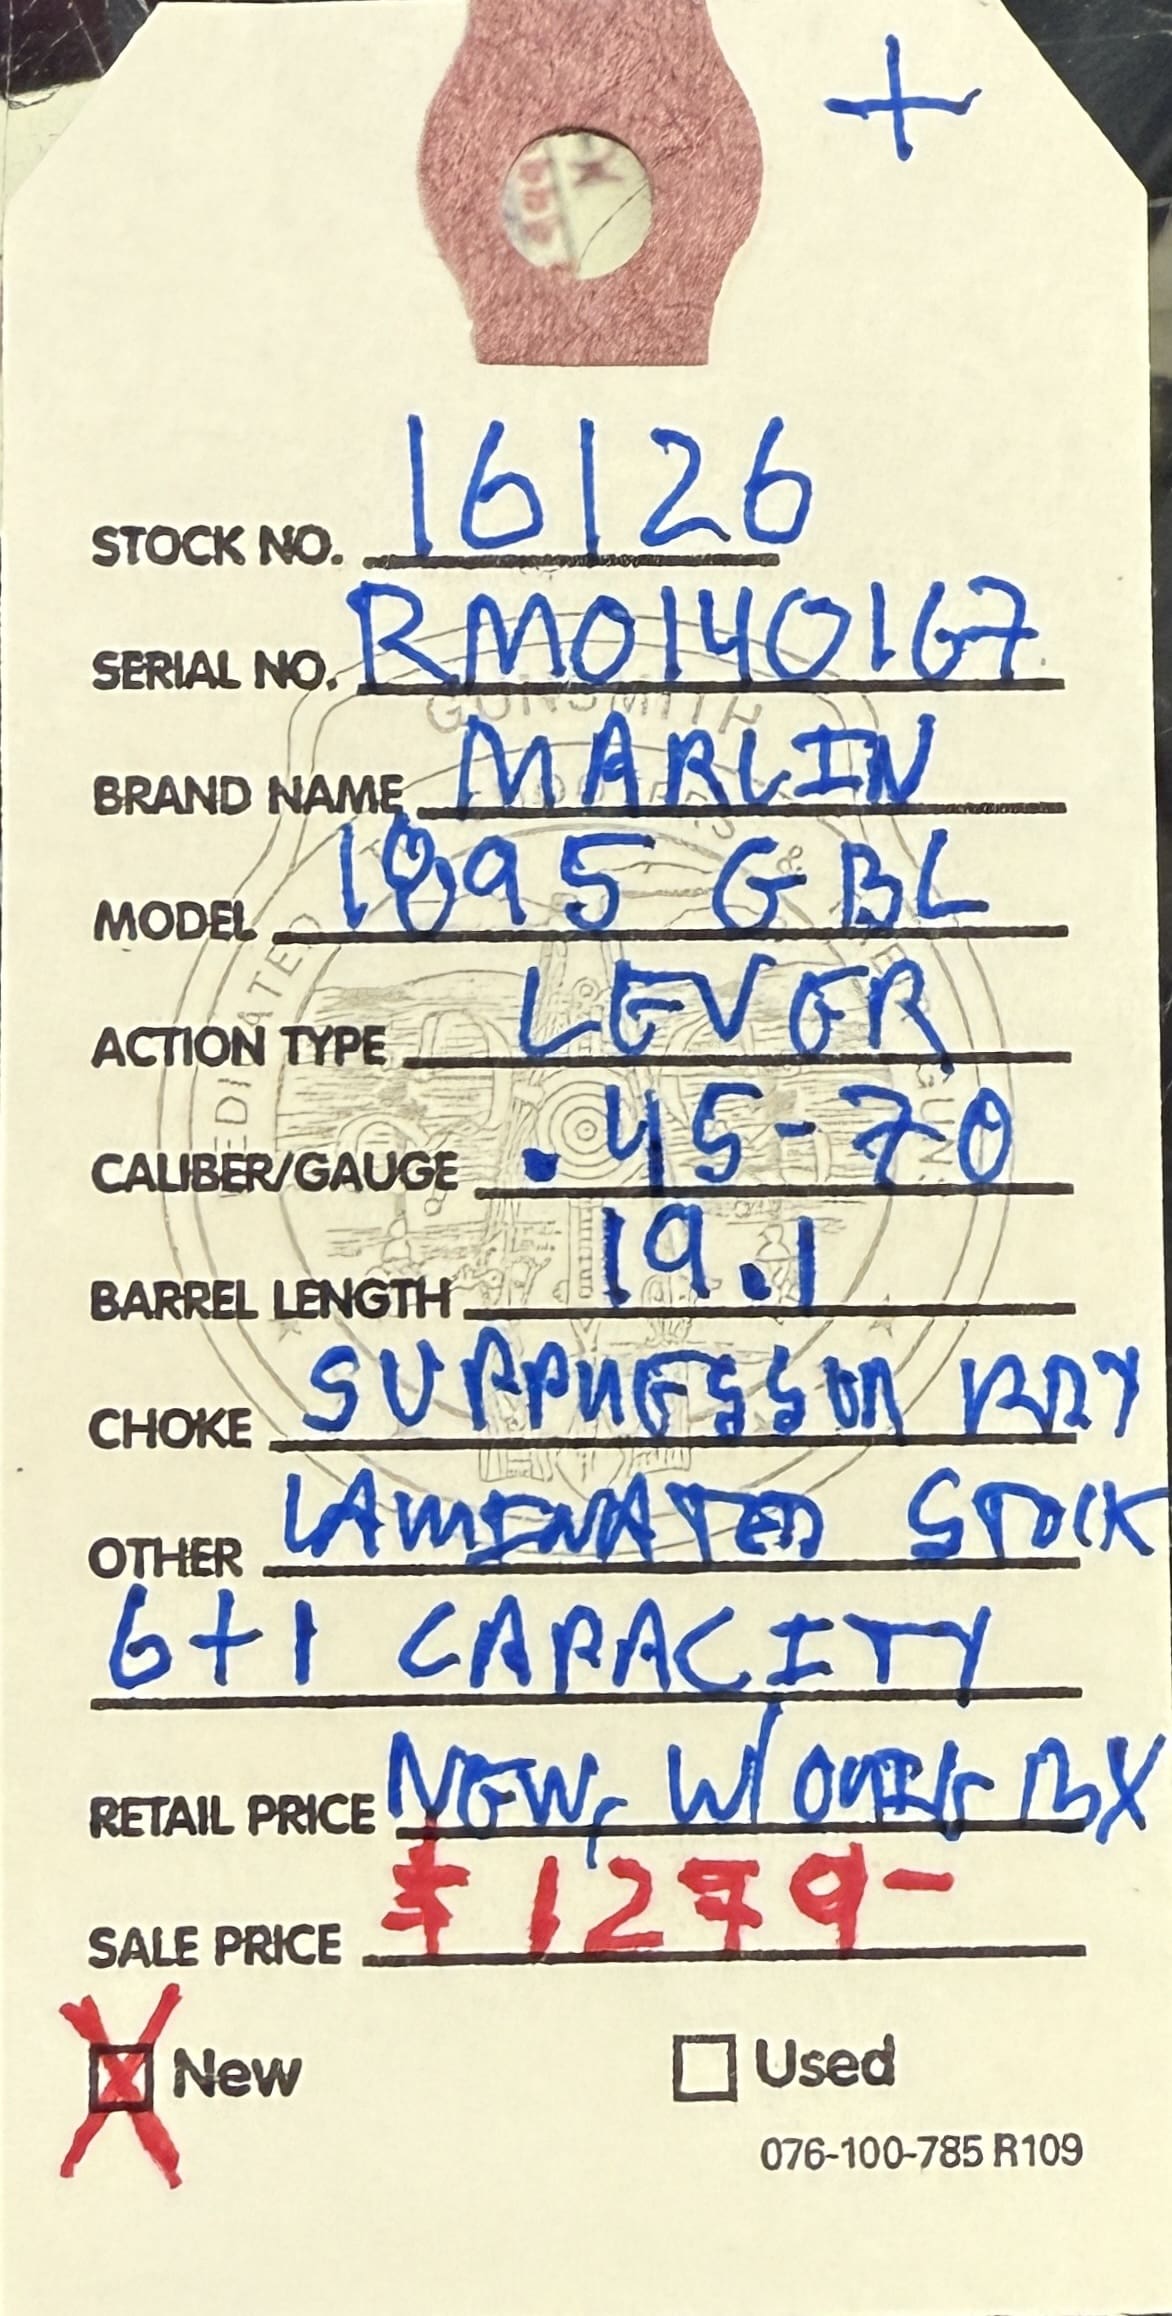 +
STOCK NO. 16126
SERIAL NO. RM0140167
GUNSMITH
BRAND NAME MARLIN
MODEL 1895 GBL
ACTION TYPE LEVER
CALIBER/GAUGE .45-70
BARREL LENGTH 19.1
CHOKE SUPPRESSOR RDY
OTHER LAMINATED STOCK
6+1 CAPACITY
RETAIL PRICE NEW, W/ BX
SALE PRICE $1299-
X New Used
076-100-785 R109